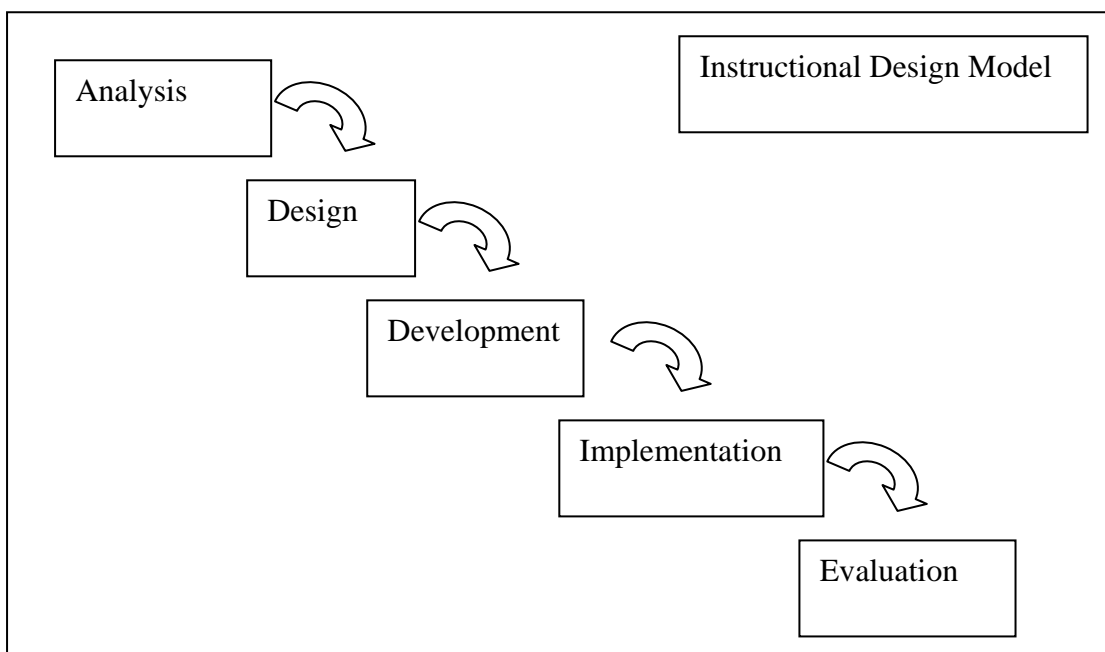 Instructional Design Model
Analysis
Design
Development
Implementation
Evaluation